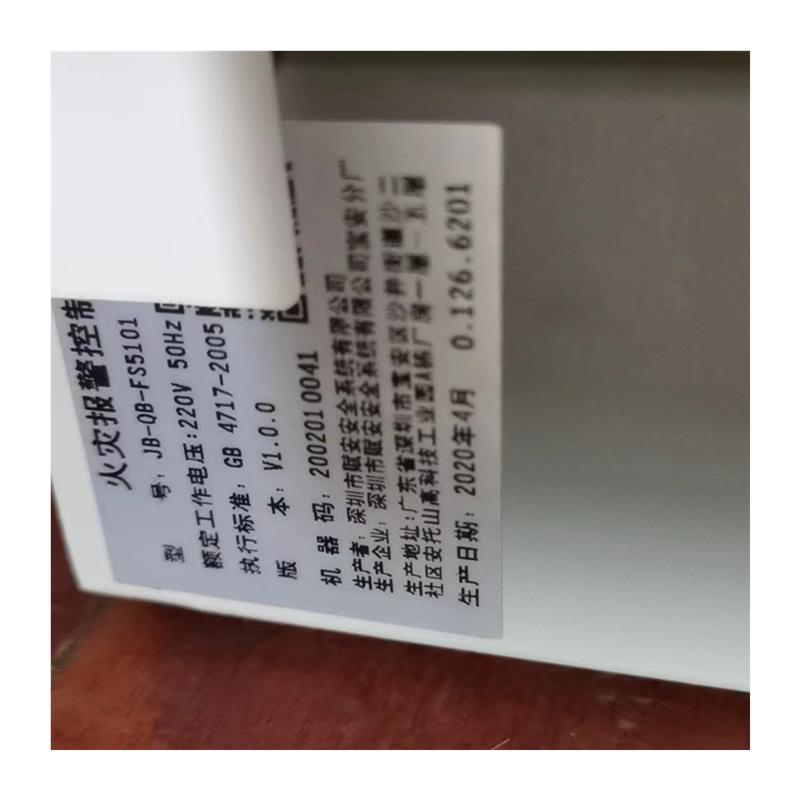 火灾报警控制
型 号: JB-QB-FS5101
额定工作电压:220V 50Hz
执行标准: GB 4717-2005
版 本: V1.0.0
机 器 码: 2002010041
生产者: 深圳市赋安安全系统有限公司
生产企业: 深圳市赋安安全系统有限公司宝安分厂
生产地址:广东省深圳市宝安区沙井街道沙三
社区安托山高科技工业园A栋厂房一层-五层
生产日期: 2020年4月 0.126.6201